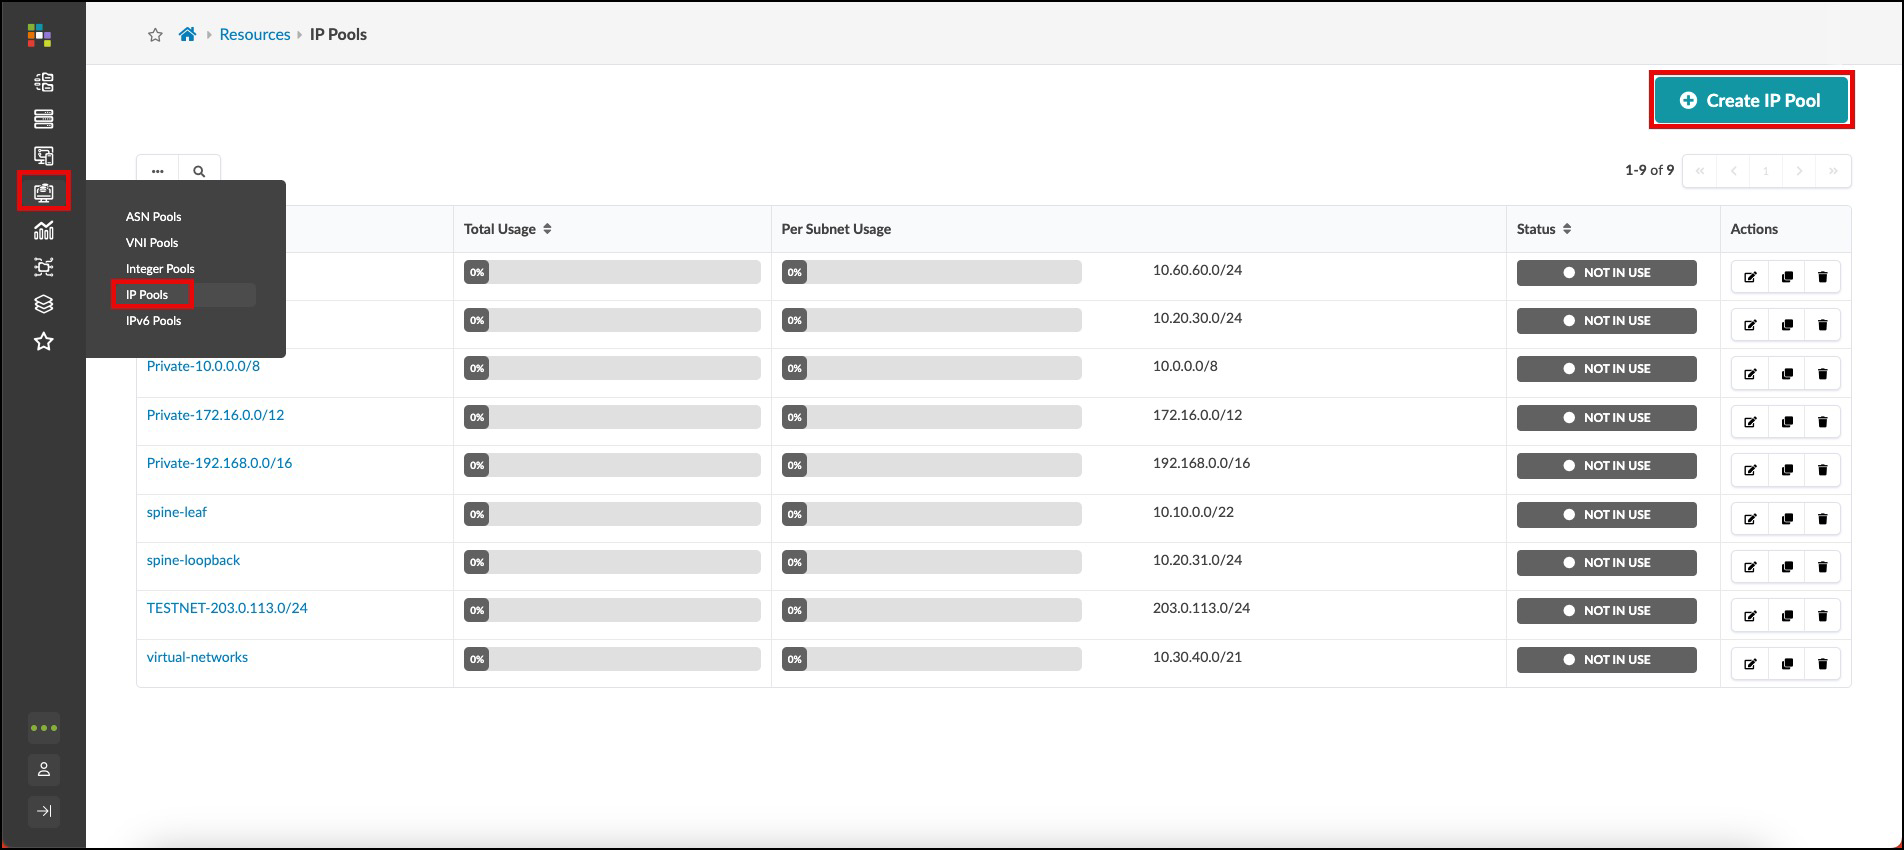 Resources IP Pools
Create IP Pool
1-9 of 9 « < 1 > »
ASN Pools
VNI Pools
Integer Pools
IP Pools
IPv6 Pools
Total Usage Per Subnet Usage Status Actions
0% 0% 10.60.60.0/24 NOT IN USE
0% 0% 10.20.30.0/24 NOT IN USE
Private-10.0.0.0/8 0% 0% 10.0.0.0/8 NOT IN USE
Private-172.16.0.0/12 0% 0% 172.16.0.0/12 NOT IN USE
Private-192.168.0.0/16 0% 0% 192.168.0.0/16 NOT IN USE
spine-leaf 0% 0% 10.10.0.0/22 NOT IN USE
spine-loopback 0% 0% 10.20.31.0/24 NOT IN USE
TESTNET-203.0.113.0/24 0% 0% 203.0.113.0/24 NOT IN USE
virtual-networks 0% 0% 10.30.40.0/21 NOT IN USE